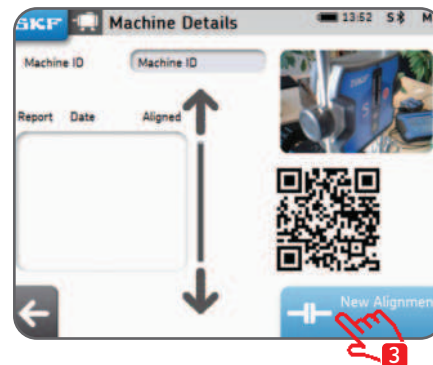 SKF Machine Details 13:52 S M
Machine ID Machine ID
Report Date Aligned
New Alignmen
3